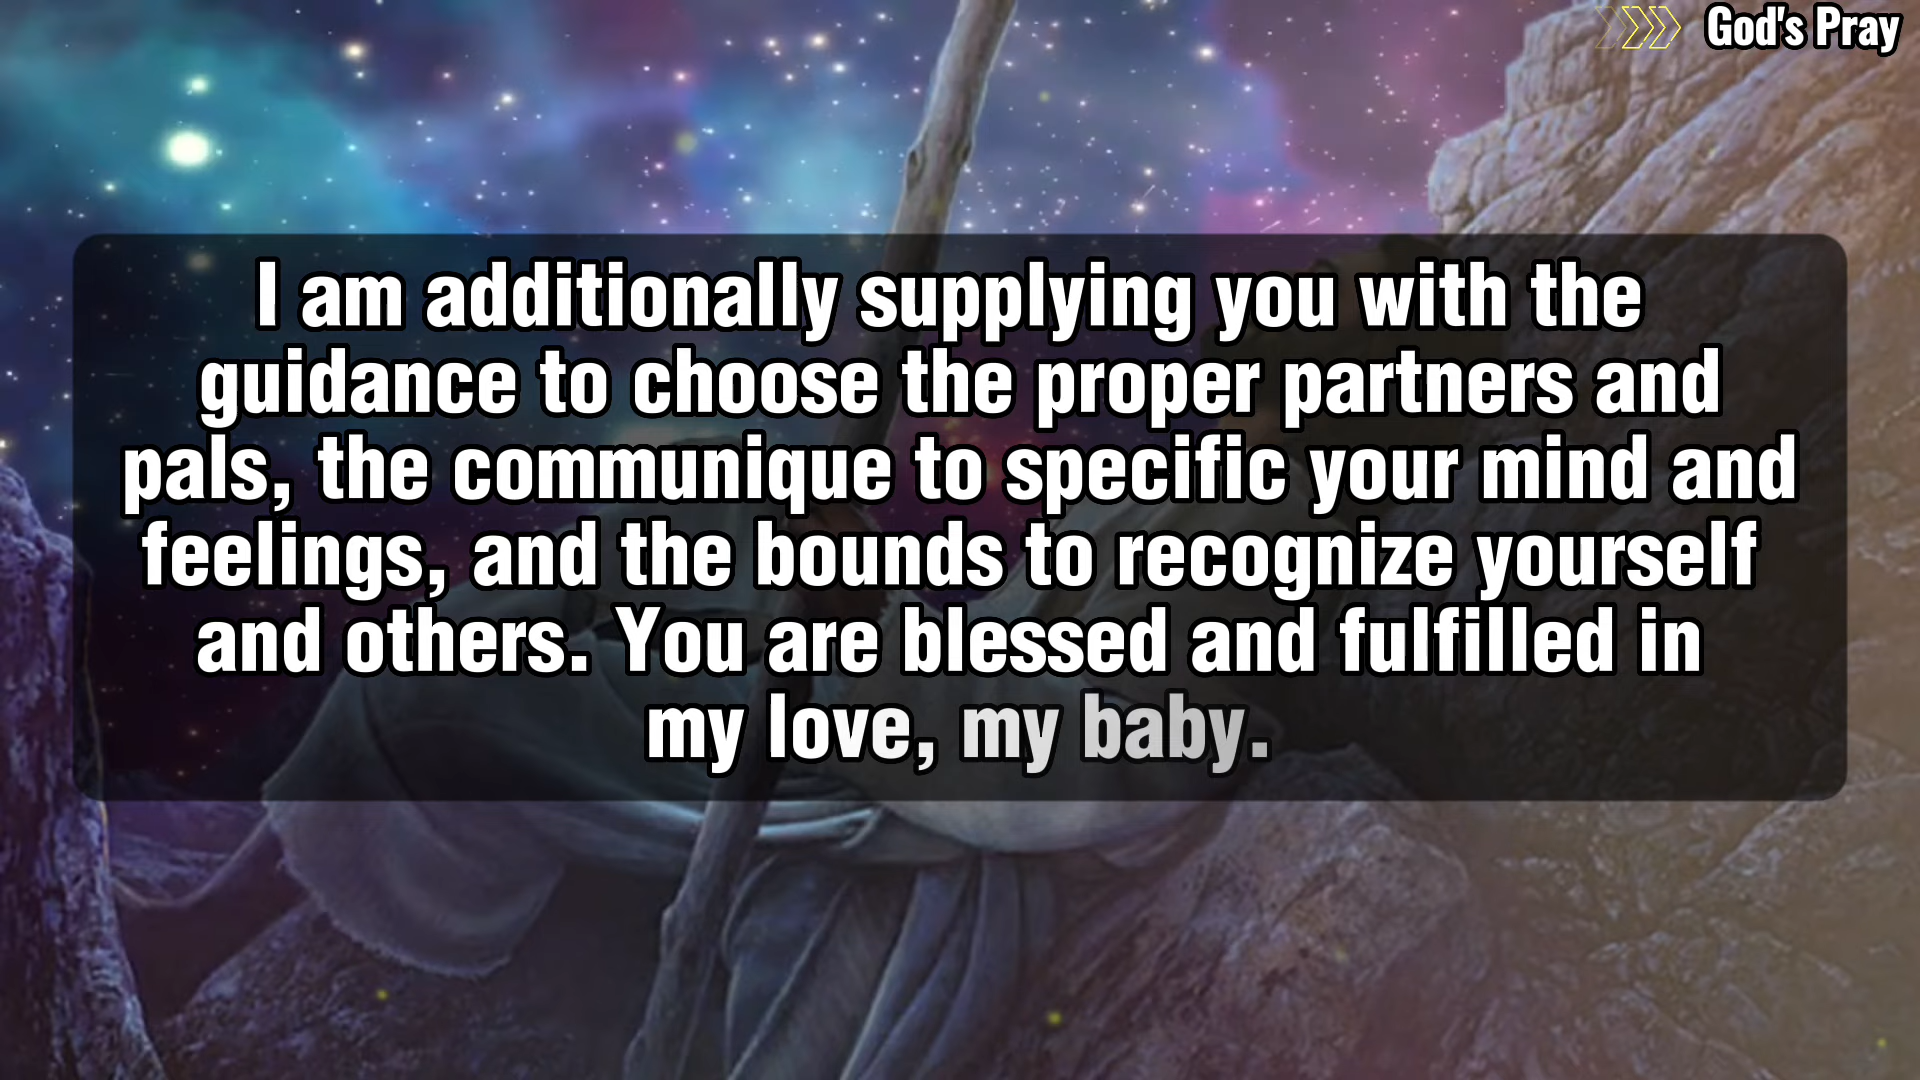 God's Pray
I am additionally supplying you with the
guidance to choose the proper partners and
pals, the communique to specific your mind and
feelings, and the bounds to recognize yourself
and others. You are blessed and fulfilled in
my love, my baby.